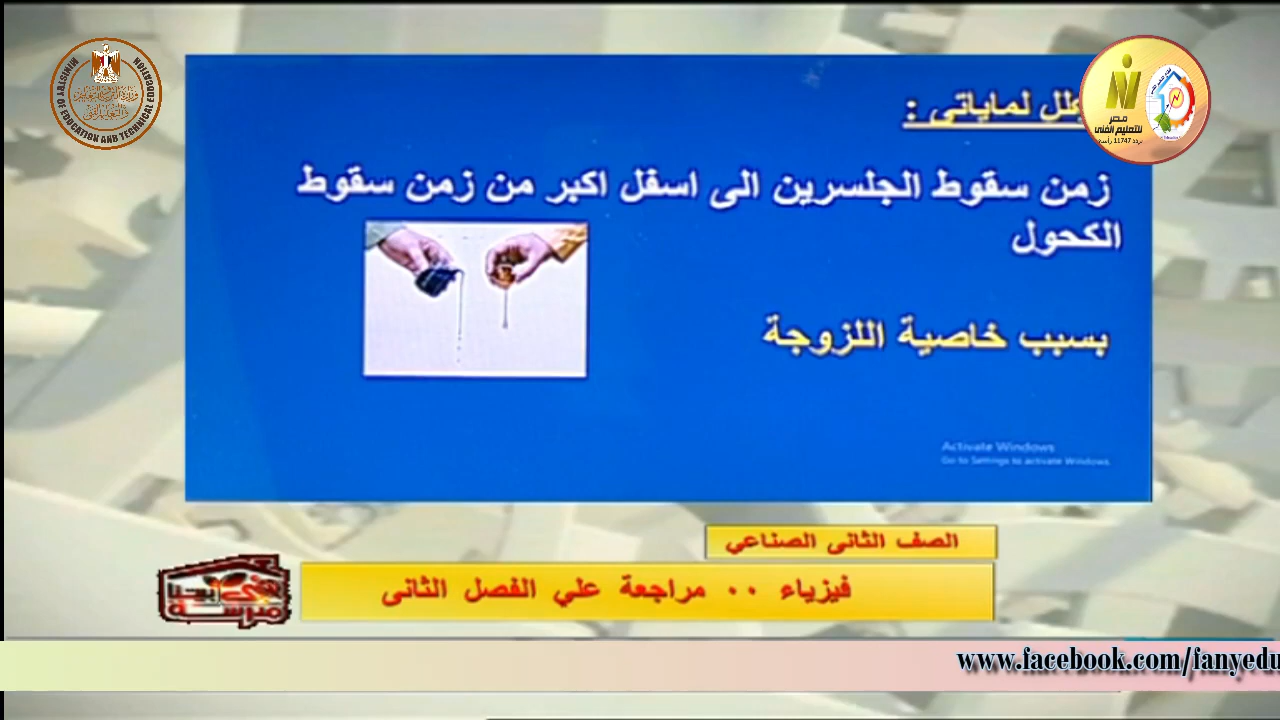 MINISTRY OF EDUCATION AND TECHNICAL EDUCATION
مصر
للتعليم الفنى
علل لماياتى :
زمن سقوط الجلسرين الى اسفل اكبر من زمن سقوط
الكحول
بسبب خاصية اللزوجة
Activate Windows
Go to Settings to activate Windows.
الصف الثانى الصناعي
فيزياء ٠٠ مراجعة علي الفصل الثانى
www.facebook.com/fanyedu